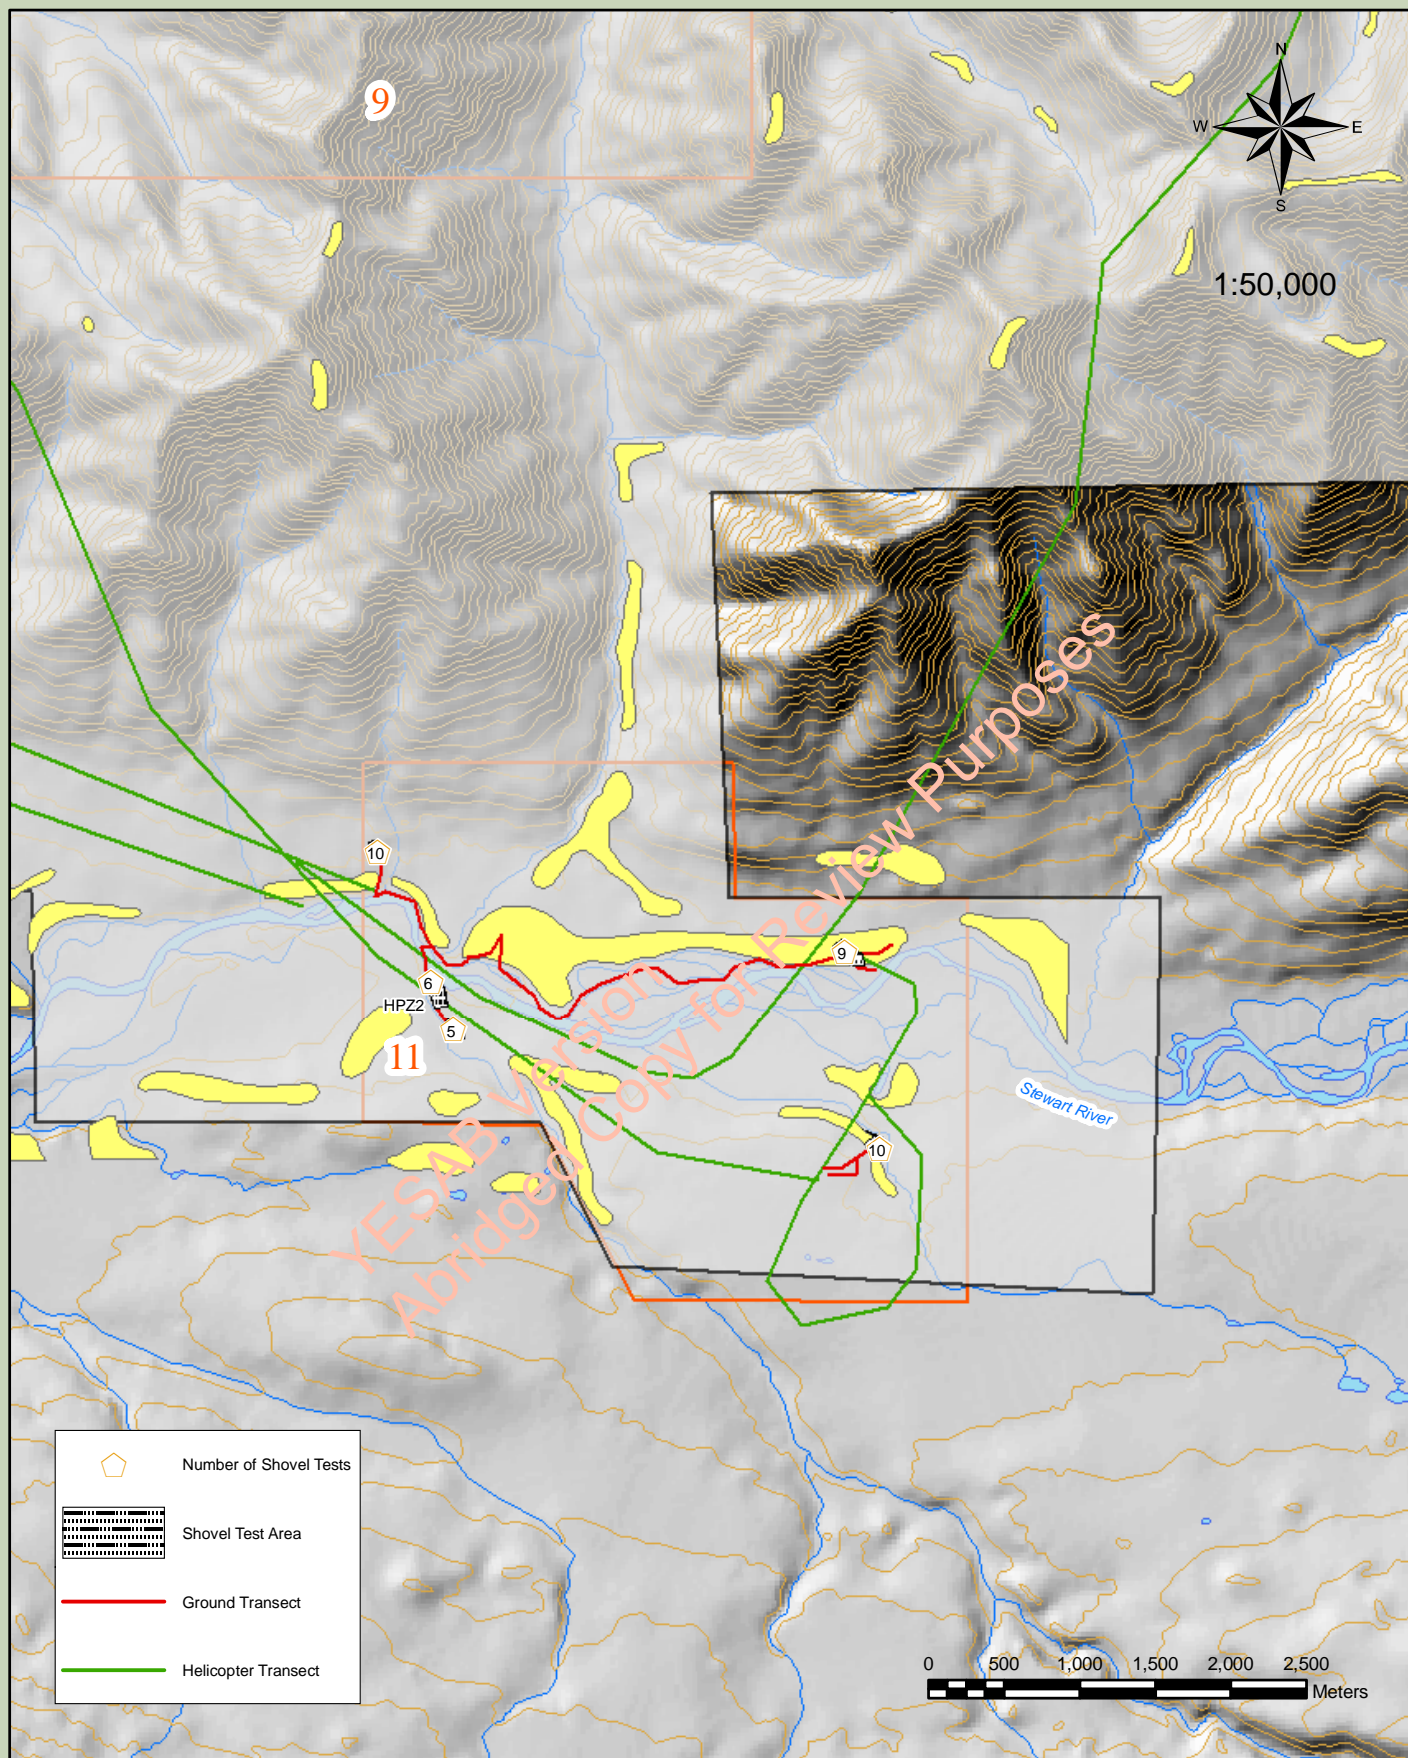 9
N
W E
S
1:50,000
10
9
6
HPZ2
5
11
Stewart River
10
YESAB Version
Abridged Copy for Review Purposes
Number of Shovel Tests
Shovel Test Area
Ground Transect
Helicopter Transect
0 500 1,000 1,500 2,000 2,500
Meters